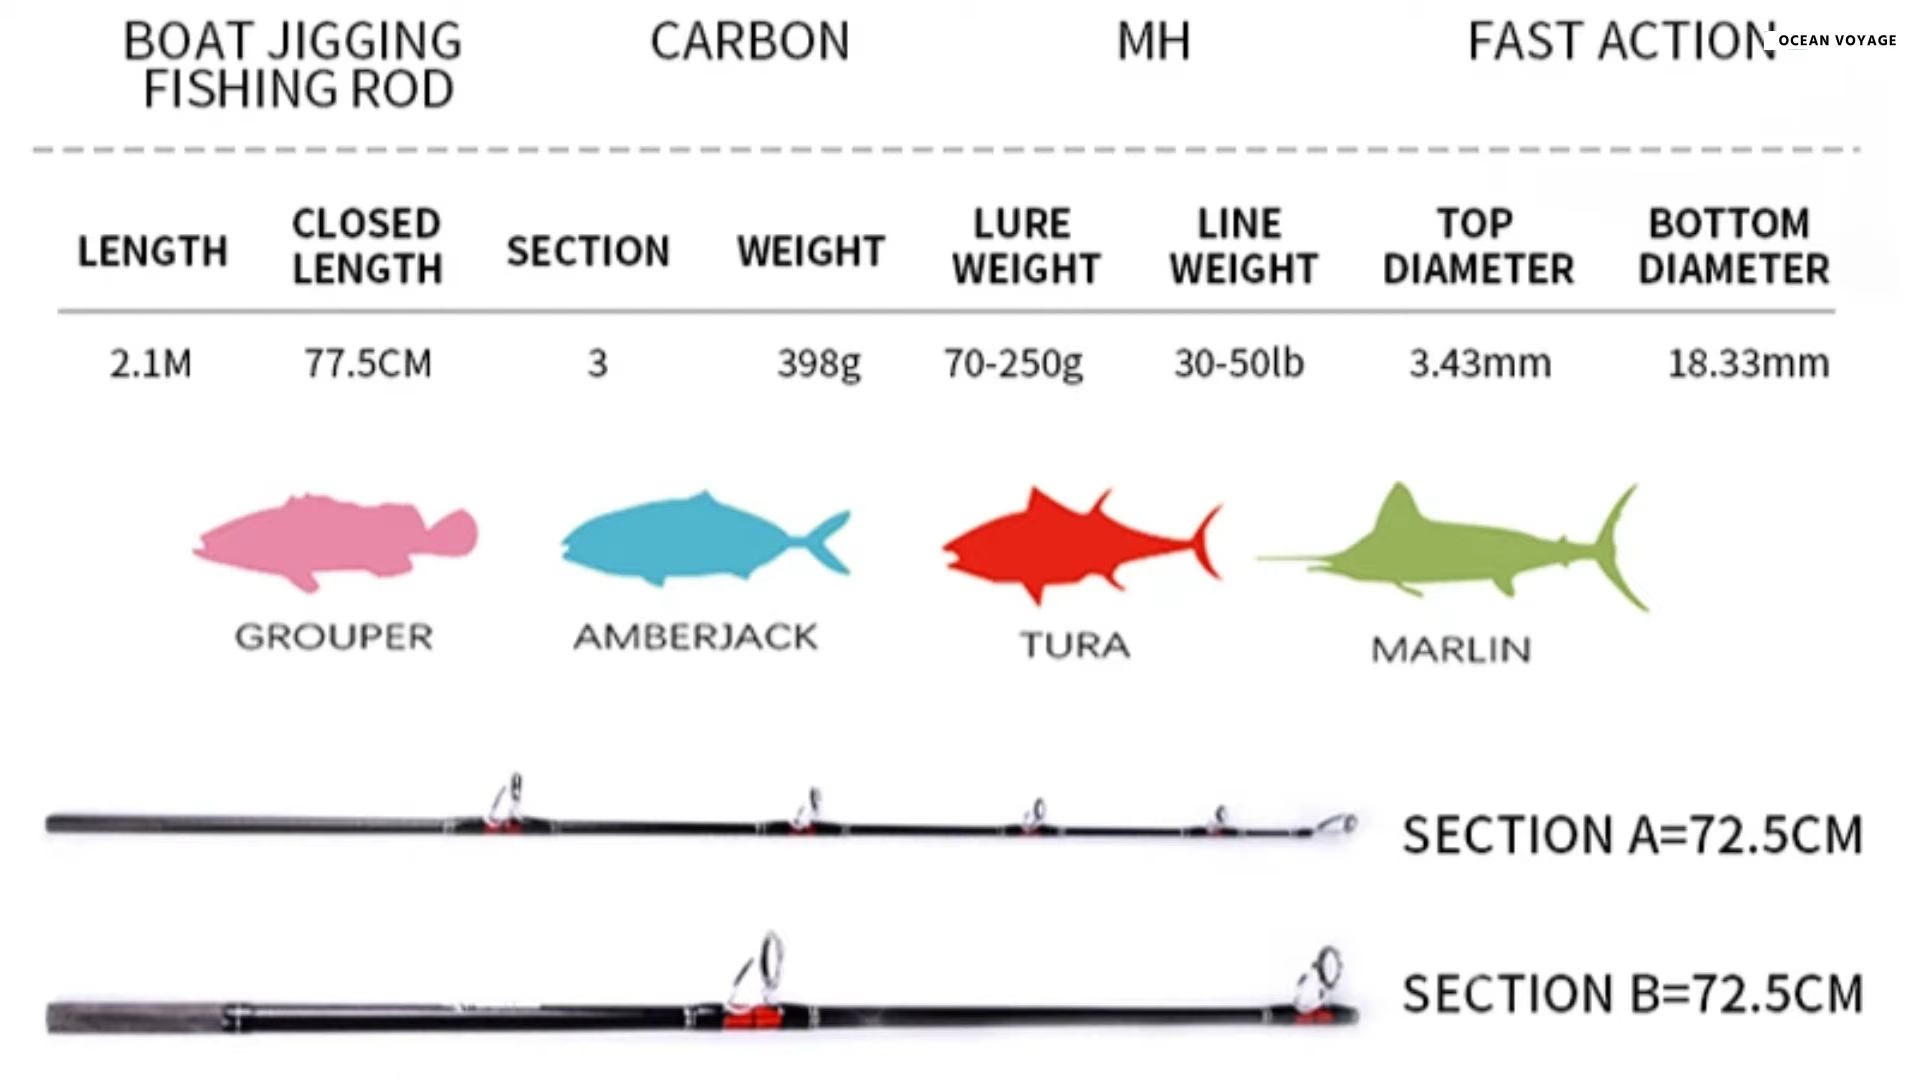 BOAT JIGGING
FISHING ROD
CARBON
MH
FAST ACTION
OCEAN VOYAGE
LENGTH
CLOSED
LENGTH
SECTION
WEIGHT
LURE
WEIGHT
LINE
WEIGHT
TOP
DIAMETER
BOTTOM
DIAMETER
2.1M
77.5CM
3
398g
70-250g
30-50lb
3.43mm
18.33mm
GROUPER
AMBERJACK
TURA
MARLIN
SECTION A=72.5CM
SECTION B=72.5CM